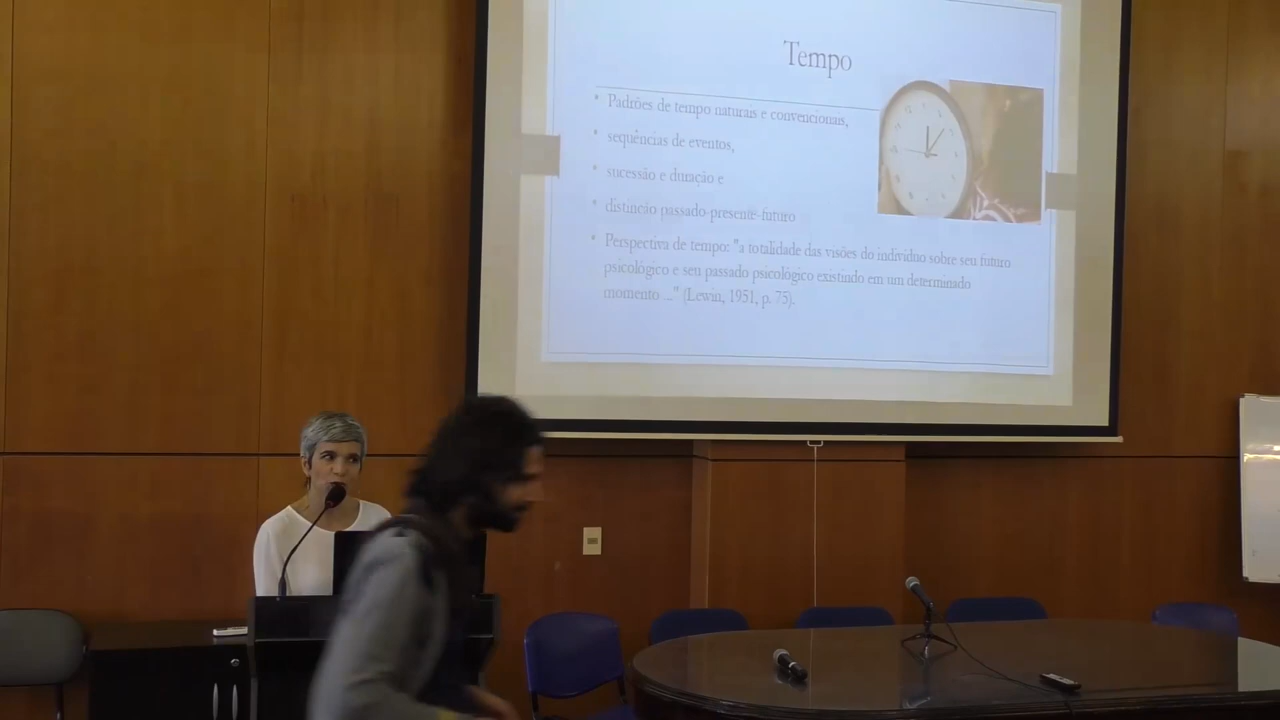 Tempo
• Padrões de tempo naturais e convencionais,
• sequências de eventos,
• sucessão e duração e
• distinção passado-presente-futuro
• Perspectiva de tempo: "a totalidade das visões do indivíduo sobre seu futuro
psicológico e seu passado psicológico existindo em um determinado
momento ..." (Lewin, 1951, p. 75).